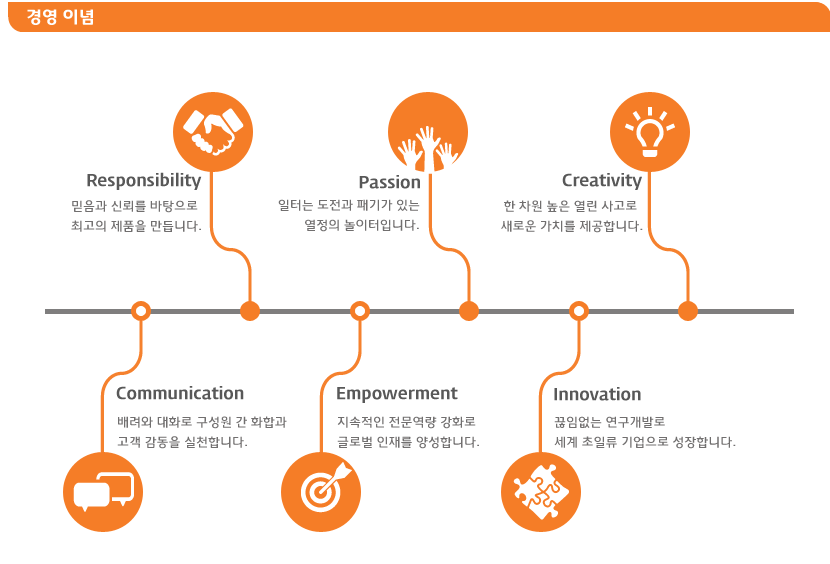 경영 이념
Responsibility
믿음과 신뢰를 바탕으로
최고의 제품을 만듭니다.
Passion
일터는 도전과 패기가 있는
열정의 놀이터입니다.
Creativity
한 차원 높은 열린 사고로
새로운 가치를 제공합니다.
Communication
배려와 대화로 구성원 간 화합과
고객 감동을 실천합니다.
Empowerment
지속적인 전문역량 강화로
글로벌 인재를 양성합니다.
Innovation
끊임없는 연구개발로
세계 초일류 기업으로 성장합니다.